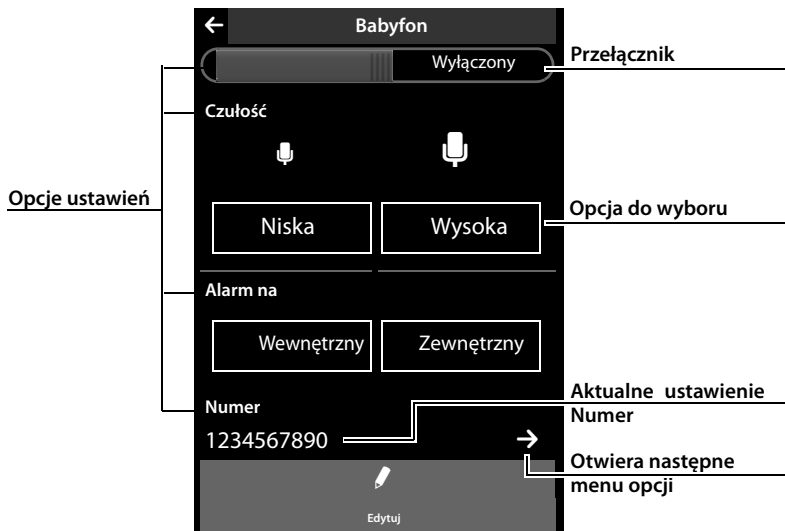 Babyfon
Wyłączony
Przełącznik
Czułość
Opcje ustawień
Niska
Wysoka
Opcja do wyboru
Alarm na
Wewnętrzny
Zewnętrzny
Aktualne ustawienie
Numer
Numer
1234567890
Otwiera następne
menu opcji
Edytuj